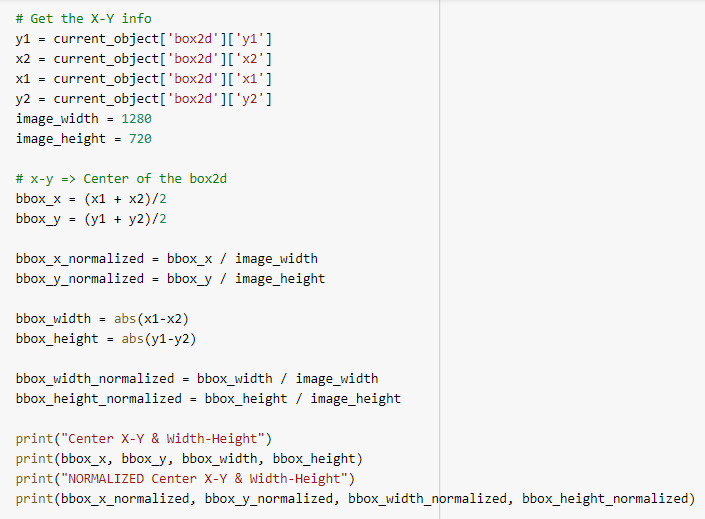 # Get the X-Y info
y1 = current_object['box2d']['y1']
x2 = current_object['box2d']['x2']
x1 = current_object['box2d']['x1']
y2 = current_object['box2d']['y2']
image_width = 1280
image_height = 720
# x-y => Center of the box2d
bbox_x = (x1 + x2)/2
bbox_y = (y1 + y2)/2
bbox_x_normalized = bbox_x / image_width
bbox_y_normalized = bbox_y / image_height
bbox_width = abs(x1-x2)
bbox_height = abs(y1-y2)
bbox_width_normalized = bbox_width / image_width
bbox_height_normalized = bbox_height / image_height
print("Center X-Y & Width-Height")
print(bbox_x, bbox_y, bbox_width, bbox_height)
print("NORMALIZED Center X-Y & Width-Height")
print(bbox_x_normalized, bbox_y_normalized, bbox_width_normalized, bbox_height_normalized)